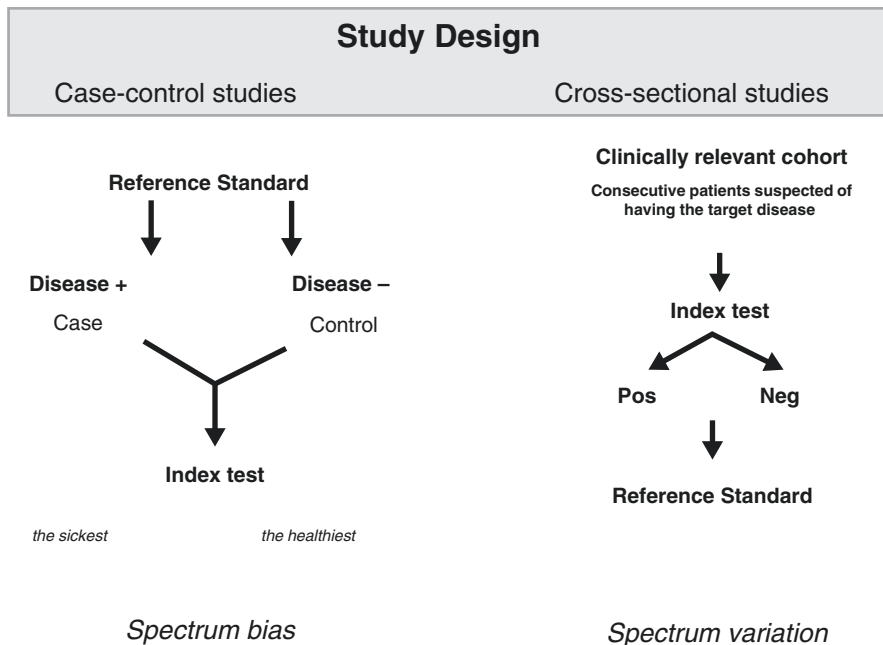 Study Design
Case-control studies
Cross-sectional studies
Reference Standard
Disease +
Disease –
Case
Control
Index test
the sickest
the healthiest
Spectrum bias
Clinically relevant cohort
Consecutive patients suspected of
having the target disease
Index test
Pos
Neg
Reference Standard
Spectrum variation